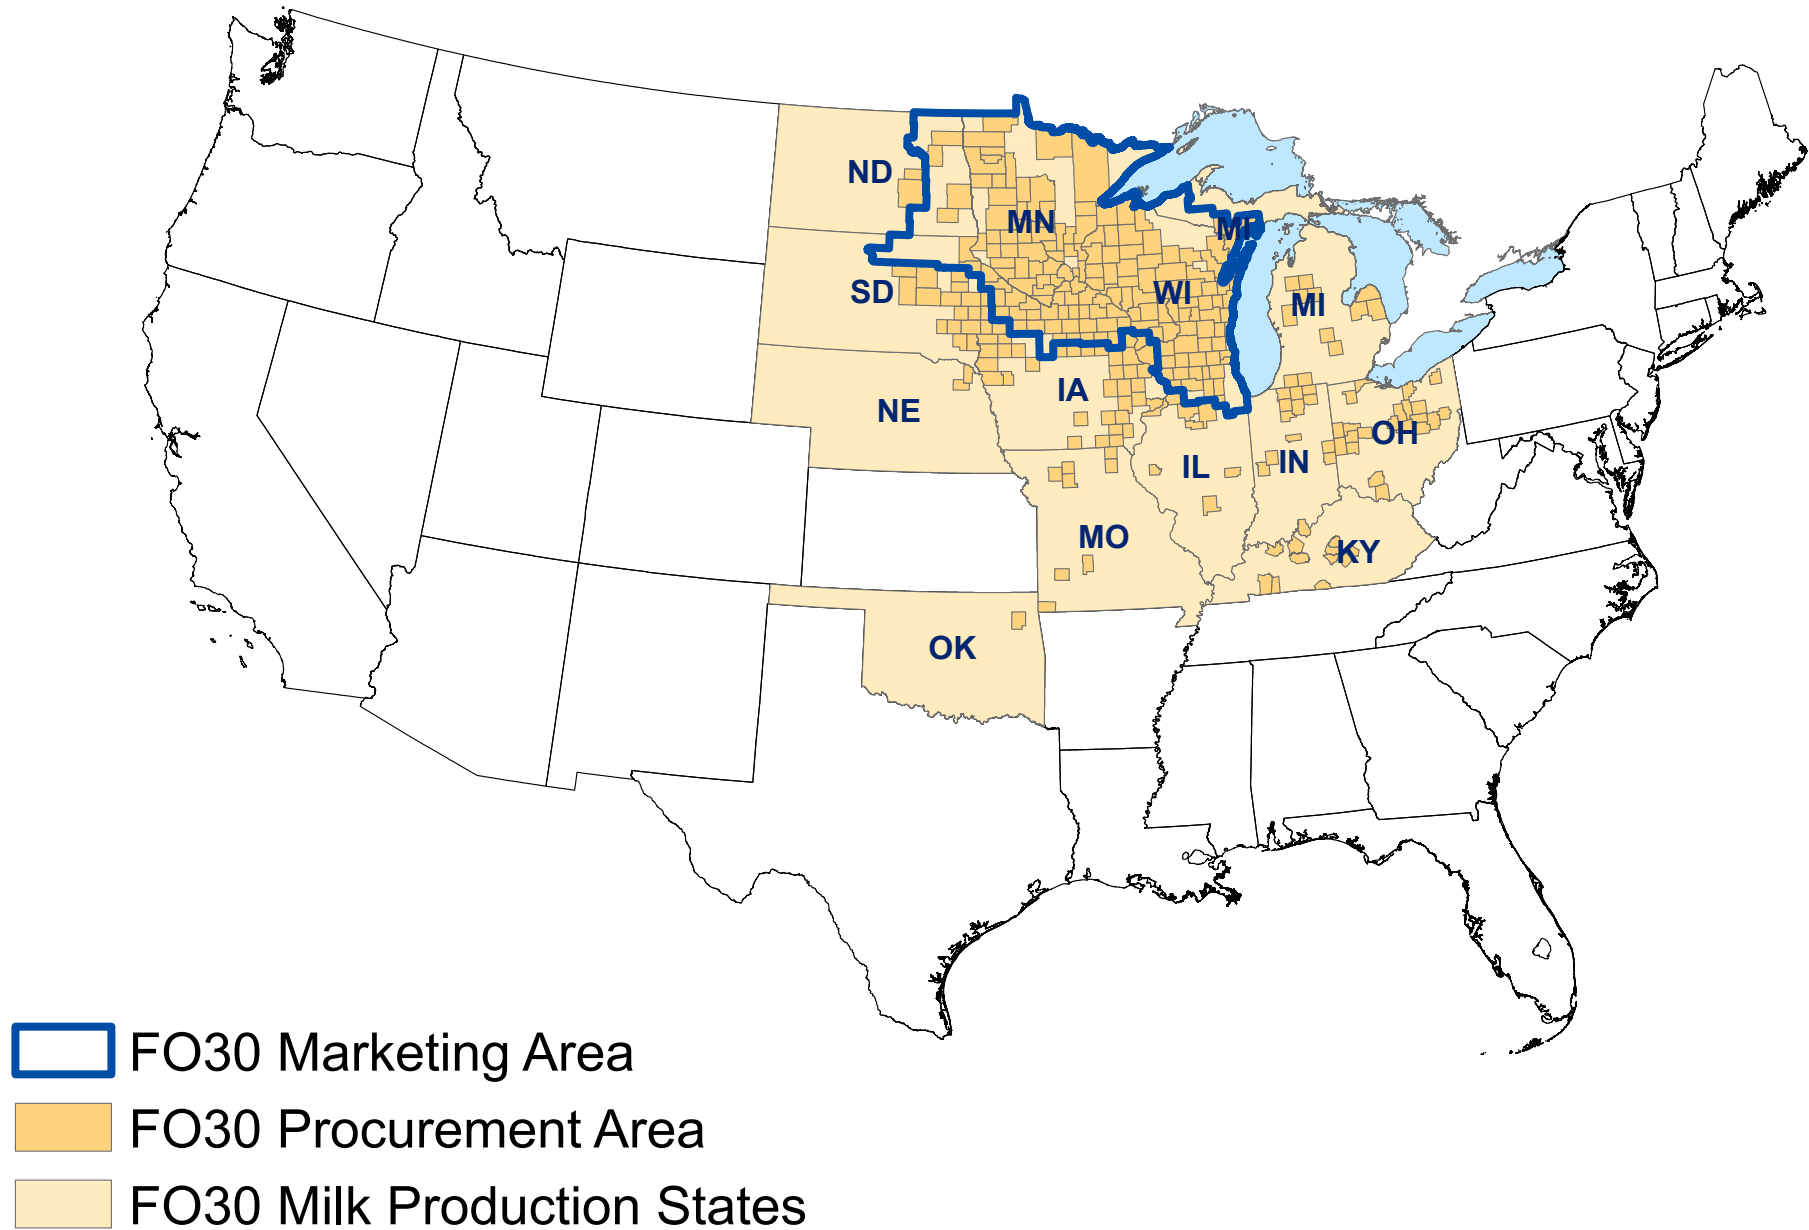 ND
MN
MI
SD
WI
MI
IA
NE
OH
IL
IN
MO
KY
OK
FO30 Marketing Area
FO30 Procurement Area
FO30 Milk Production States